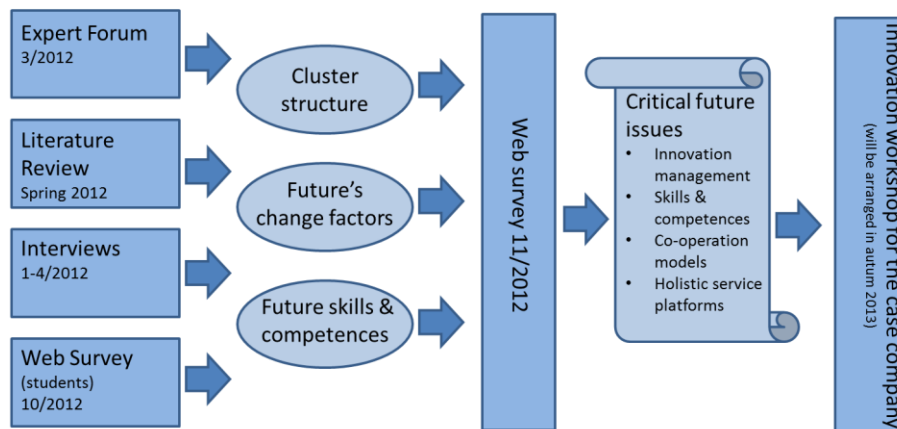 Expert Forum
3/2012
Literature
Review
Spring 2012
Interviews
1-4/2012
Web Survey
(students)
10/2012
Cluster
structure
Future's
change factors
Future skills &
competences
Web survey 11/2012
Critical future
issues
• Innovation
management
• Skills &
competences
• Co-operation
models
• Holistic service
platforms
Innovation workshop for the case company
(will be arranged in autum 2013)